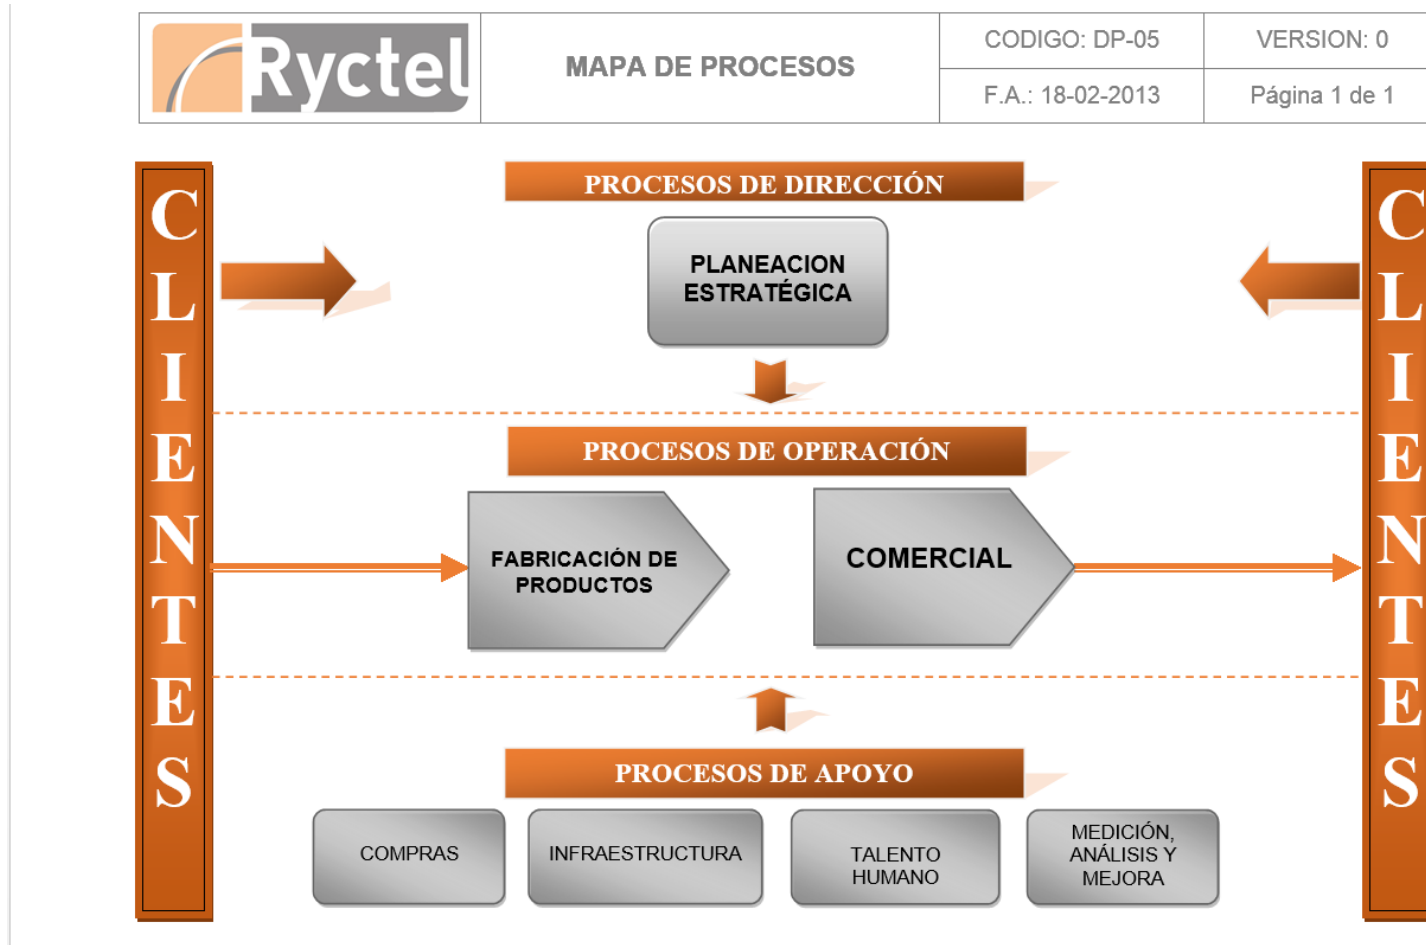 Ryctel
MAPA DE PROCESOS
CODIGO: DP-05
VERSION: 0
F.A.: 18-02-2013
Página 1 de 1
CLIENTES
PROCESOS DE DIRECCIÓN
PLANEACION
ESTRATÉGICA
PROCESOS DE OPERACIÓN
FABRICACIÓN DE
PRODUCTOS
COMERCIAL
PROCESOS DE APOYO
COMPRAS
INFRAESTRUCTURA
TALENTO
HUMANO
MEDICIÓN,
ANÁLISIS Y
MEJORA
CLIENTES